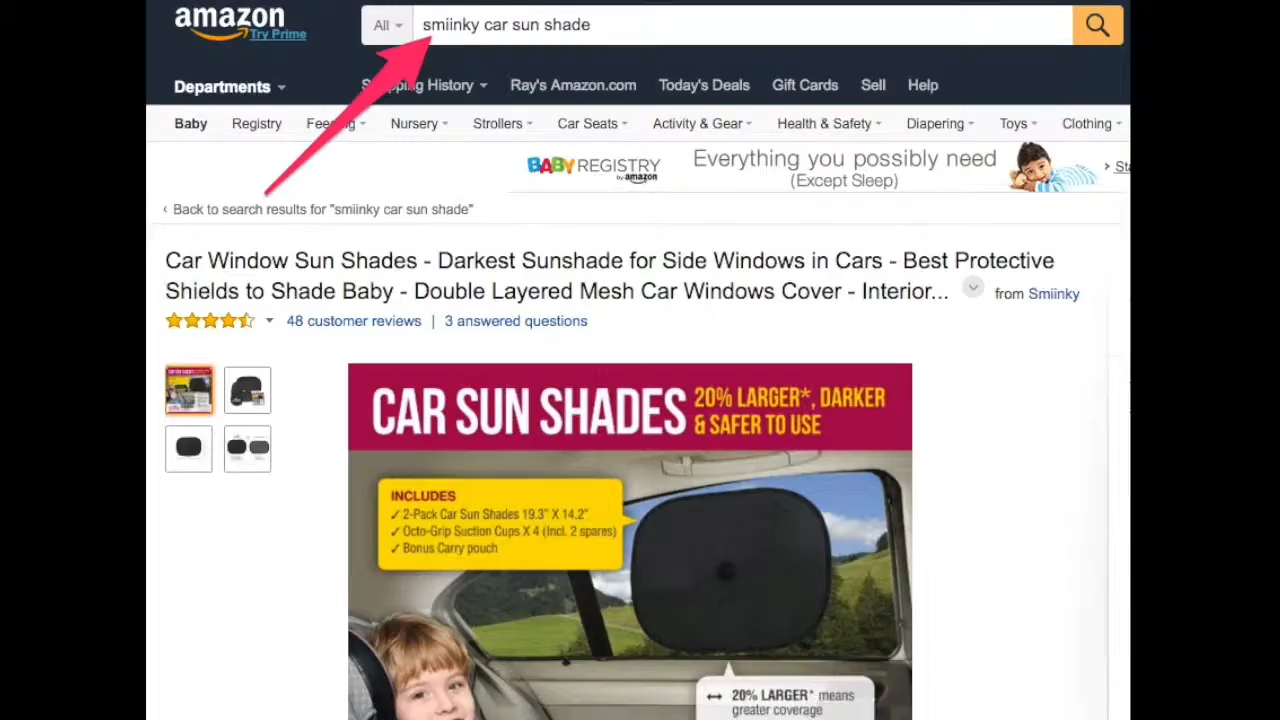 amazon
Try Prime
All
smiinky car sun shade
Departments
Shopping History
Ray's Amazon.com
Today's Deals
Gift Cards
Sell
Help
Baby
Registry
Feeding
Nursery
Strollers
Car Seats
Activity & Gear
Health & Safety
Diapering
Toys
Clothing
BABY REGISTRY
by amazon
Everything you possibly need
(Except Sleep)
› Sta
‹ Back to search results for "smiinky car sun shade"
Car Window Sun Shades - Darkest Sunshade for Side Windows in Cars - Best Protective
Shields to Shade Baby - Double Layered Mesh Car Windows Cover - Interior...
from Smiinky
48 customer reviews | 3 answered questions
CAR SUN SHADES
20% LARGER*, DARKER
& SAFER TO USE
INCLUDES
✓ 2-Pack Car Sun Shades 19.3" X 14.2"
✓ Octo-Grip Suction Cups X 4 (Incl. 2 spares)
✓ Bonus Carry pouch
20% LARGER* means
greater coverage